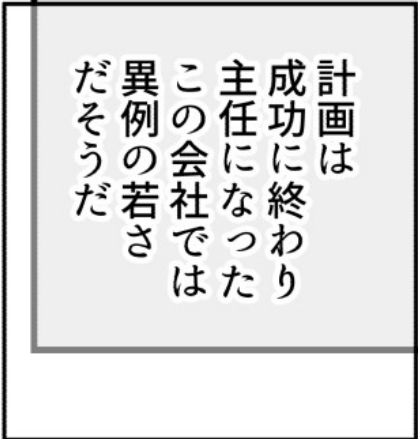 計画は
成功に終わり
主任になった
この会社では
異例の若さ
だそうだ